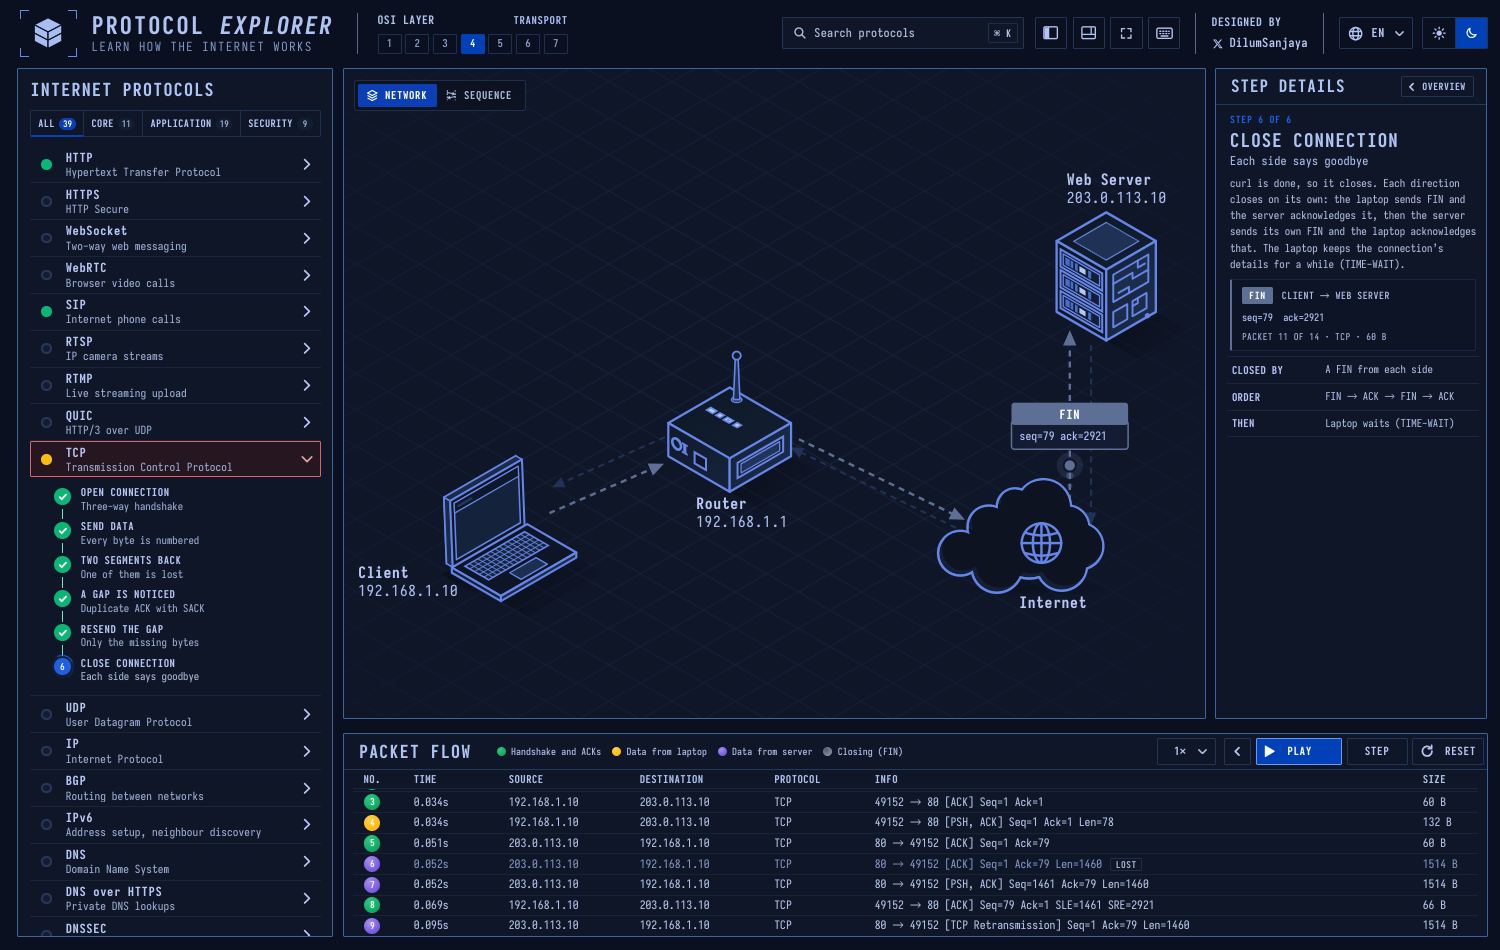 PROTOCOL EXPLORER
LEARN HOW THE INTERNET WORKS
OSI LAYER TRANSPORT
1 2 3 4 5 6 7
Search protocols ⌘ K
DESIGNED BY
DilumSanjaya
EN
INTERNET PROTOCOLS
ALL 39 CORE 11 APPLICATION 19 SECURITY 9
HTTP
Hypertext Transfer Protocol
HTTPS
HTTP Secure
WebSocket
Two-way web messaging
WebRTC
Browser video calls
SIP
Internet phone calls
RTSP
IP camera streams
RTMP
Live streaming upload
QUIC
HTTP/3 over UDP
TCP
Transmission Control Protocol
OPEN CONNECTION
Three-way handshake
SEND DATA
Every byte is numbered
TWO SEGMENTS BACK
One of them is lost
A GAP IS NOTICED
Duplicate ACK with SACK
RESEND THE GAP
Only the missing bytes
6 CLOSE CONNECTION
Each side says goodbye
UDP
User Datagram Protocol
IP
Internet Protocol
BGP
Routing between networks
IPv6
Address setup, neighbour discovery
DNS
Domain Name System
DNS over HTTPS
Private DNS lookups
DNSSEC
NETWORK SEQUENCE
Web Server
203.0.113.10
FIN
seq=79 ack=2921
Router
192.168.1.1
Client
192.168.1.10
Internet
STEP DETAILS
OVERVIEW
STEP 6 OF 6
CLOSE CONNECTION
Each side says goodbye
curl is done, so it closes. Each direction
closes on its own: the laptop sends FIN and
the server acknowledges it, then the server
sends its own FIN and the laptop acknowledges
that. The laptop keeps the connection's
details for a while (TIME-WAIT).
FIN CLIENT → WEB SERVER
seq=79 ack=2921
PACKET 11 OF 14 · TCP · 60 B
CLOSED BY A FIN from each side
ORDER FIN → ACK → FIN → ACK
THEN Laptop waits (TIME-WAIT)
PACKET FLOW
Handshake and ACKs Data from laptop Data from server Closing (FIN)
1× PLAY STEP RESET
NO. TIME SOURCE DESTINATION PROTOCOL INFO SIZE
3 0.034s 192.168.1.10 203.0.113.10 TCP 49152 → 80 [ACK] Seq=1 Ack=1 60 B
4 0.034s 192.168.1.10 203.0.113.10 TCP 49152 → 80 [PSH, ACK] Seq=1 Ack=1 Len=78 132 B
5 0.051s 203.0.113.10 192.168.1.10 TCP 80 → 49152 [ACK] Seq=1 Ack=79 60 B
6 0.052s 203.0.113.10 192.168.1.10 TCP 80 → 49152 [ACK] Seq=1 Ack=79 Len=1460 LOST 1514 B
7 0.052s 203.0.113.10 192.168.1.10 TCP 80 → 49152 [PSH, ACK] Seq=1461 Ack=79 Len=1460 1514 B
8 0.069s 192.168.1.10 203.0.113.10 TCP 49152 → 80 [ACK] Seq=79 Ack=1 SLE=1461 SRE=2921 66 B
9 0.095s 203.0.113.10 192.168.1.10 TCP 80 → 49152 [TCP Retransmission] Seq=1 Ack=79 Len=1460 1514 B